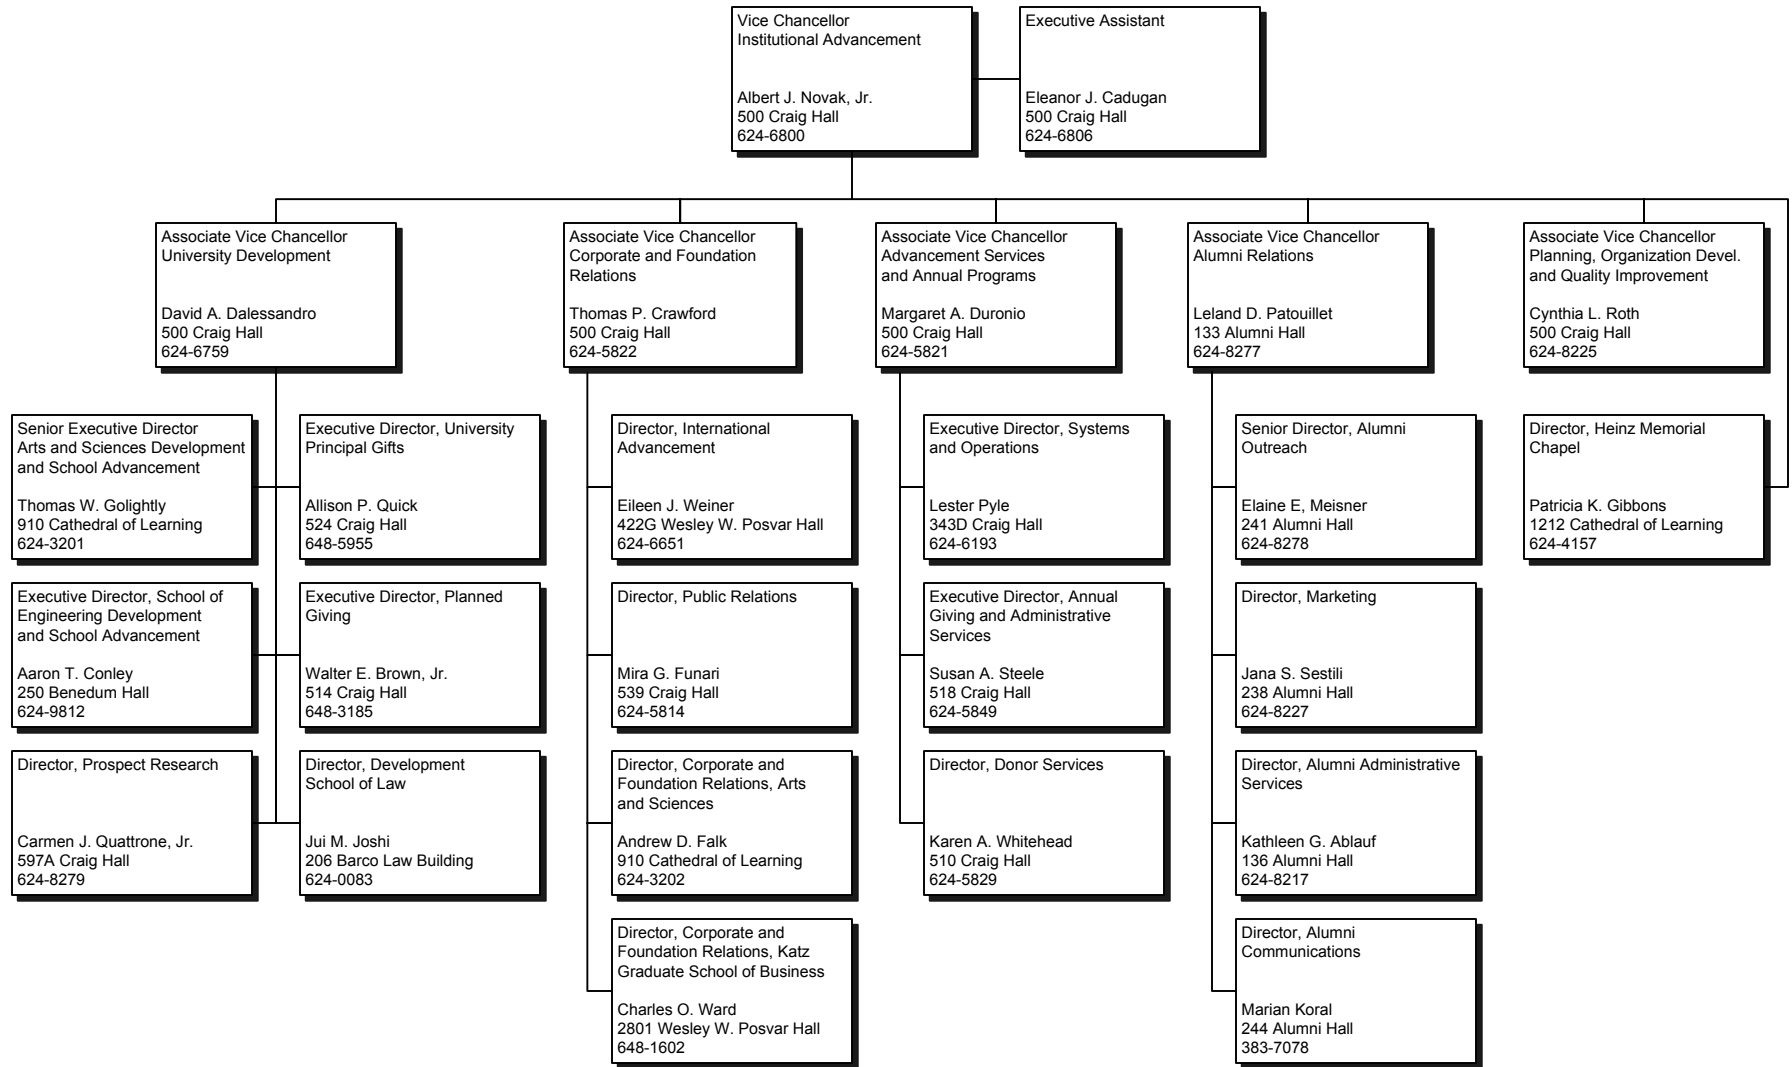 Vice Chancellor
Institutional Advancement
Albert J. Novak, Jr.
500 Craig Hall
624-6800
Executive Assistant
Eleanor J. Cadugan
500 Craig Hall
624-6806
Associate Vice Chancellor
University Development
David A. Dalessandro
500 Craig Hall
624-6759
Associate Vice Chancellor
Corporate and Foundation
Relations
Thomas P. Crawford
500 Craig Hall
624-5822
Associate Vice Chancellor
Advancement Services
and Annual Programs
Margaret A. Duronio
500 Craig Hall
624-5821
Associate Vice Chancellor
Alumni Relations
Leland D. Patouillet
133 Alumni Hall
624-8277
Associate Vice Chancellor
Planning, Organization Devel.
and Quality Improvement
Cynthia L. Roth
500 Craig Hall
624-8225
Senior Executive Director
Arts and Sciences Development
and School Advancement
Thomas W. Golightly
910 Cathedral of Learning
624-3201
Executive Director, University
Principal Gifts
Allison P. Quick
524 Craig Hall
648-5955
Director, International
Advancement
Eileen J. Weiner
422G Wesley W. Posvar Hall
624-6651
Executive Director, Systems
and Operations
Lester Pyle
343D Craig Hall
624-6193
Senior Director, Alumni
Outreach
Elaine E, Meisner
241 Alumni Hall
624-8278
Director, Heinz Memorial
Chapel
Patricia K. Gibbons
1212 Cathedral of Learning
624-4157
Executive Director, School of
Engineering Development
and School Advancement
Aaron T. Conley
250 Benedum Hall
624-9812
Executive Director, Planned
Giving
Walter E. Brown, Jr.
514 Craig Hall
648-3185
Director, Public Relations
Mira G. Funari
539 Craig Hall
624-5814
Executive Director, Annual
Giving and Administrative
Services
Susan A. Steele
518 Craig Hall
624-5849
Director, Marketing
Jana S. Sestili
238 Alumni Hall
624-8227
Director, Prospect Research
Carmen J. Quattrone, Jr.
597A Craig Hall
624-8279
Director, Development
School of Law
Jui M. Joshi
206 Barco Law Building
624-0083
Director, Corporate and
Foundation Relations, Arts
and Sciences
Andrew D. Falk
910 Cathedral of Learning
624-3202
Director, Donor Services
Karen A. Whitehead
510 Craig Hall
624-5829
Director, Alumni Administrative
Services
Kathleen G. Ablauf
136 Alumni Hall
624-8217
Director, Corporate and
Foundation Relations, Katz
Graduate School of Business
Charles O. Ward
2801 Wesley W. Posvar Hall
648-1602
Director, Alumni
Communications
Marian Koral
244 Alumni Hall
383-7078